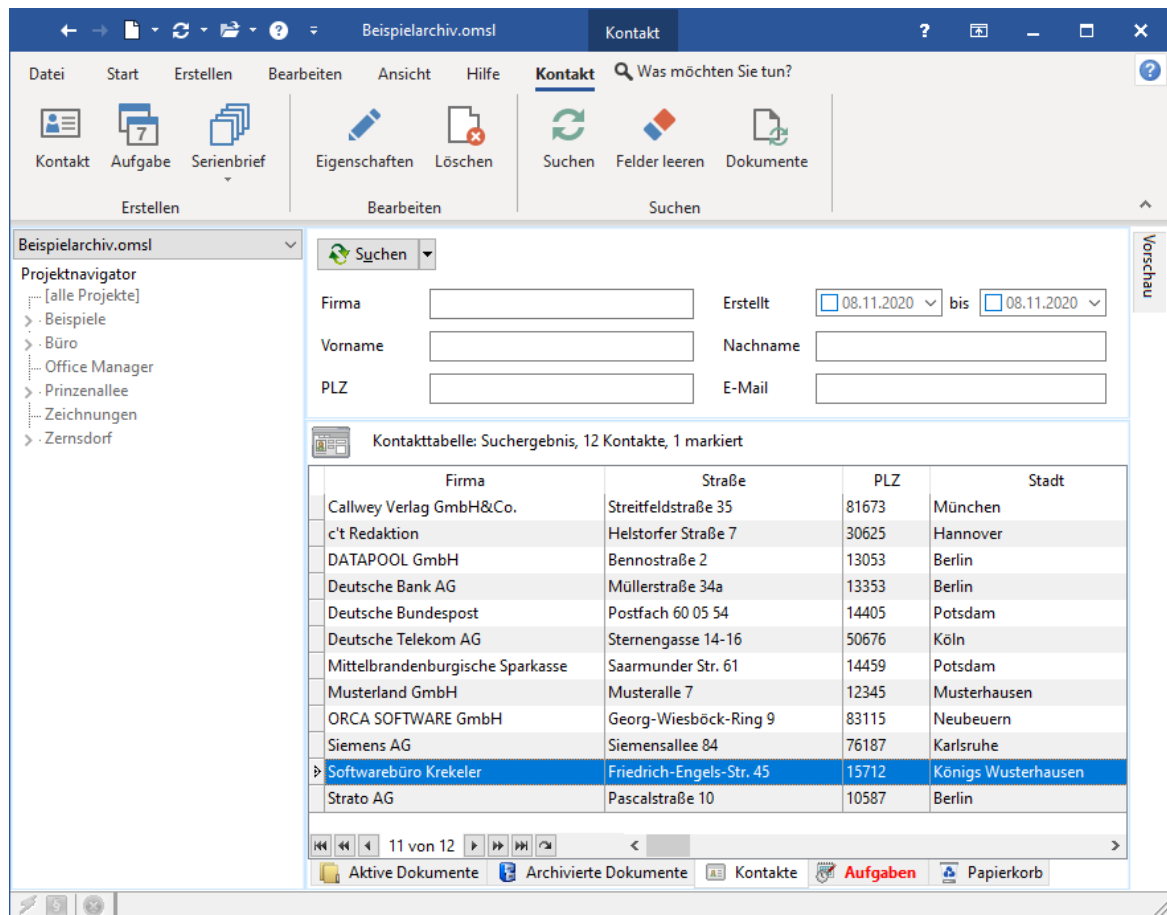 Beispielarchiv.omsl Kontakt
Datei Start Erstellen Bearbeiten Ansicht Hilfe Kontakt Was möchten Sie tun?
7
Kontakt Aufgabe Serienbrief Eigenschaften Löschen Suchen Felder leeren Dokumente
Erstellen Bearbeiten Suchen
Beispielarchiv.omsl
Projektnavigator
[alle Projekte]
Beispiele
Büro
Office Manager
Prinzenallee
Zeichnungen
Zernsdorf
Suchen
Firma Erstellt 08.11.2020 bis 08.11.2020
Vorname Nachname
PLZ E-Mail
Vorschau
Kontakttabelle: Suchergebnis, 12 Kontakte, 1 markiert
Firma Straße PLZ Stadt
Callwey Verlag GmbH&Co. Streitfeldstraße 35 81673 München
c't Redaktion Helstorfer Straße 7 30625 Hannover
DATAPOOL GmbH Bennostraße 2 13053 Berlin
Deutsche Bank AG Müllerstraße 34a 13353 Berlin
Deutsche Bundespost Postfach 60 05 54 14405 Potsdam
Deutsche Telekom AG Sternengasse 14-16 50676 Köln
Mittelbrandenburgische Sparkasse Saarmunder Str. 61 14459 Potsdam
Musterland GmbH Musteralle 7 12345 Musterhausen
ORCA SOFTWARE GmbH Georg-Wiesböck-Ring 9 83115 Neubeuern
Siemens AG Siemensallee 84 76187 Karlsruhe
Softwarebüro Krekeler Friedrich-Engels-Str. 45 15712 Königs Wusterhausen
Strato AG Pascalstraße 10 10587 Berlin
11 von 12
Aktive Dokumente Archivierte Dokumente Kontakte Aufgaben Papierkorb